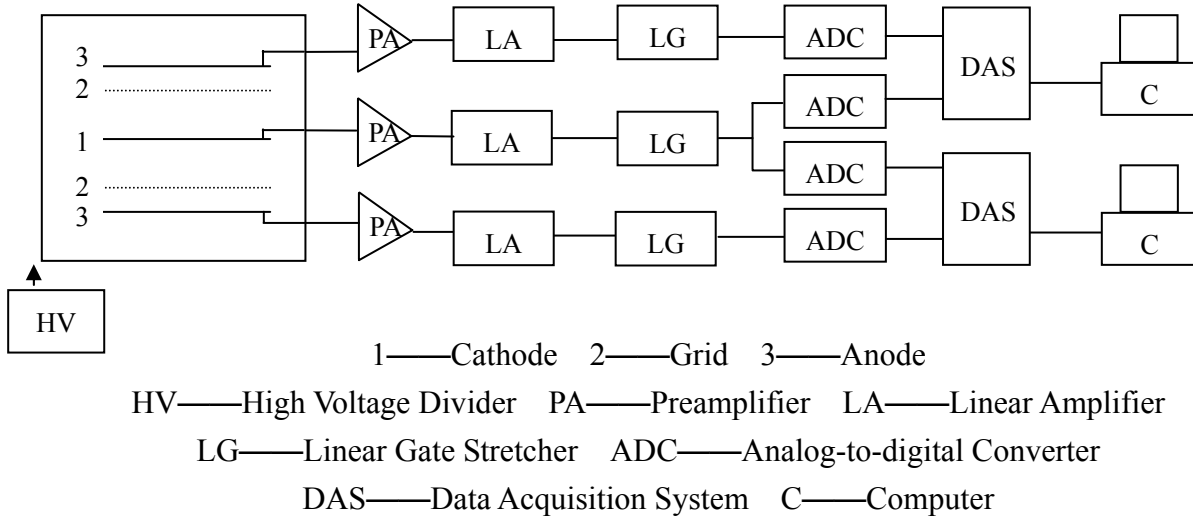 3 PA LA LG ADC
2
DAS
1 PA LA LG ADC C
ADC
2
3 PA LA LG ADC DAS C
HV
1——Cathode 2——Grid 3——Anode
HV——High Voltage Divider PA——Preamplifier LA——Linear Amplifier
LG——Linear Gate Stretcher ADC——Analog-to-digital Converter
DAS——Data Acquisition System C——Computer